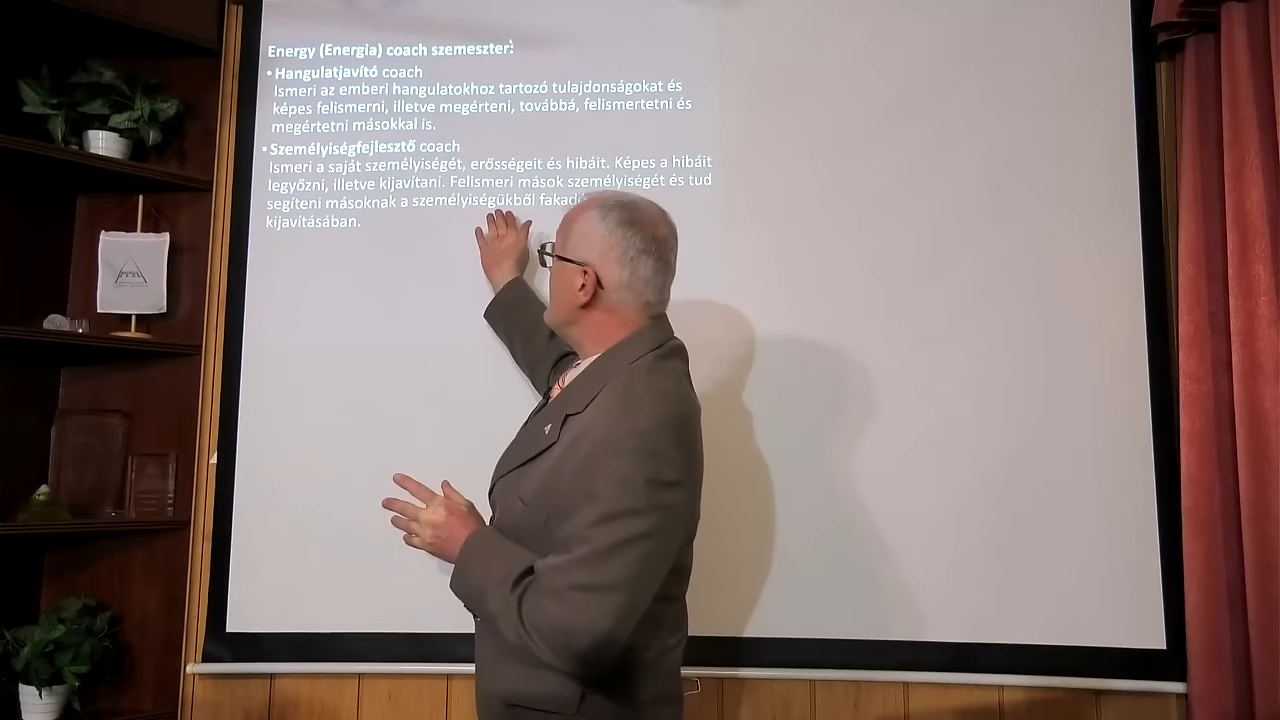 Energy (Energia) coach szemeszter:
• Hangulatjavító coach
Ismeri az emberi hangulatokhoz tartozó tulajdonságokat és
képes felismerni, illetve megérteni, továbbá, felismertetni és
megértetni másokkal is.
• Személyiségfejlesztő coach
Ismeri a saját személyiségét, erősségeit és hibáit. Képes a hibáit
legyőzni, illetve kijavítani. Felismeri mások személyiségét és tud
segíteni másoknak a személyiségükből
kijavításában.